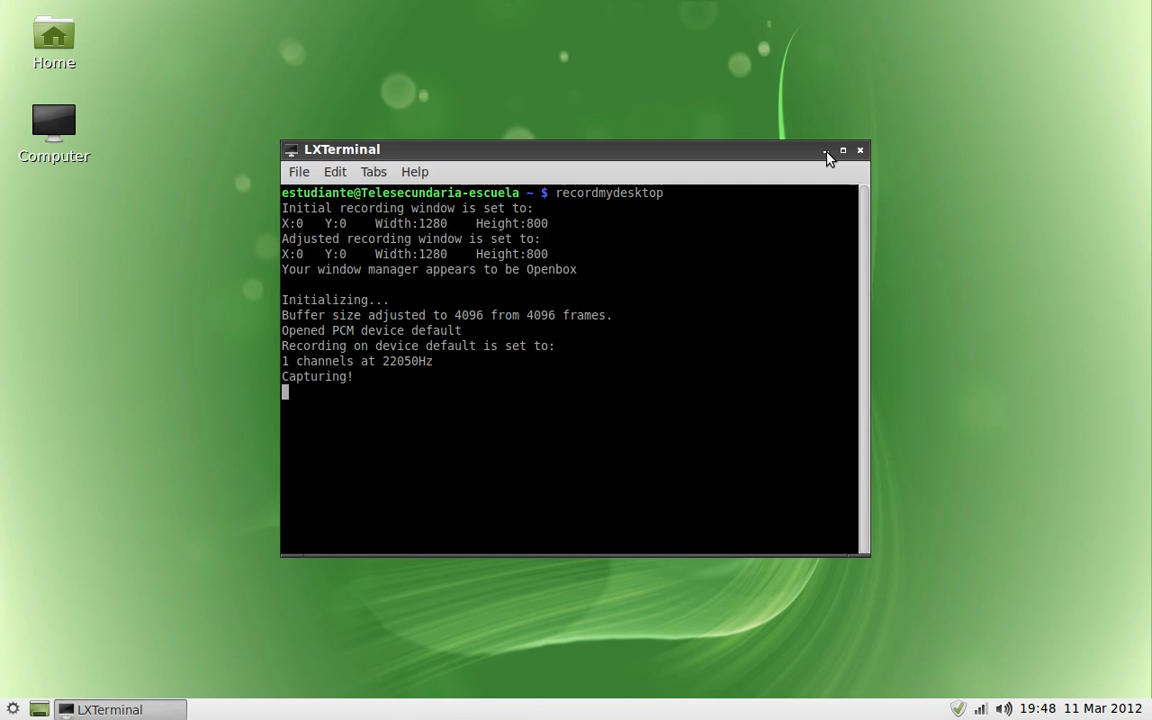 Home
Computer
LXTerminal
File Edit Tabs Help
estudiante@Telesecundaria-escuela ~ $ recordmydesktop
Initial recording window is set to:
X:0   Y:0    Width:1280    Height:800
Adjusted recording window is set to:
X:0   Y:0    Width:1280    Height:800
Your window manager appears to be Openbox
Initializing...
Buffer size adjusted to 4096 from 4096 frames.
Opened PCM device default
Recording on device default is set to:
1 channels at 22050Hz
Capturing!
LXTerminal
19:48 11 Mar 2012